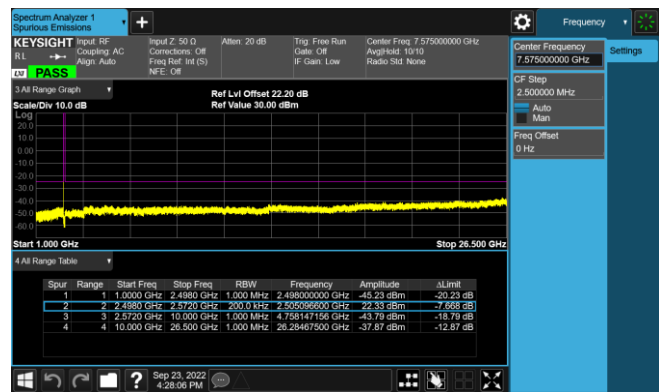 Spectrum Analyzer 1
Spurious Emissions
Frequency
KEYSIGHT
Input: RF
Coupling: AC
Align: Auto
Input Z: 50 Ω
Corrections: Off
Freq Ref: Int (S)
NFE: Off
Atten: 20 dB
Trig: Free Run
Gate: Off
IF Gain: Low
Center Freq: 7.575000000 GHz
Avg|Hold: 10/10
Radio Std: None
RL
LXI
PASS
Center Frequency
7.575000000 GHz
Settings
CF Step
2.500000 MHz
Auto
Man
Freq Offset
0 Hz
3 All Range Graph
Scale/Div 10.0 dB
Ref Lvl Offset 22.20 dB
Ref Value 30.00 dBm
Log
20.0
10.0
0.00
-10.0
-20.0
-30.0
-40.0
-50.0
-60.0
Start 1.000 GHz
Stop 26.500 GHz
4 All Range Table
Spur Range Start Freq Stop Freq RBW Frequency Amplitude ΔLimit
1 1 1.0000 GHz 2.4980 GHz 1.000 MHz 2.498000000 GHz -45.23 dBm -20.23 dB
2 2 2.4980 GHz 2.5720 GHz 200.0 kHz 2.505096600 GHz 22.33 dBm -7.668 dB
3 3 2.5720 GHz 10.000 GHz 1.000 MHz 4.758147156 GHz -43.79 dBm -18.79 dB
4 4 10.000 GHz 26.500 GHz 1.000 MHz 26.28467500 GHz -37.87 dBm -12.87 dB
?
Sep 23, 2022
4:28:06 PM